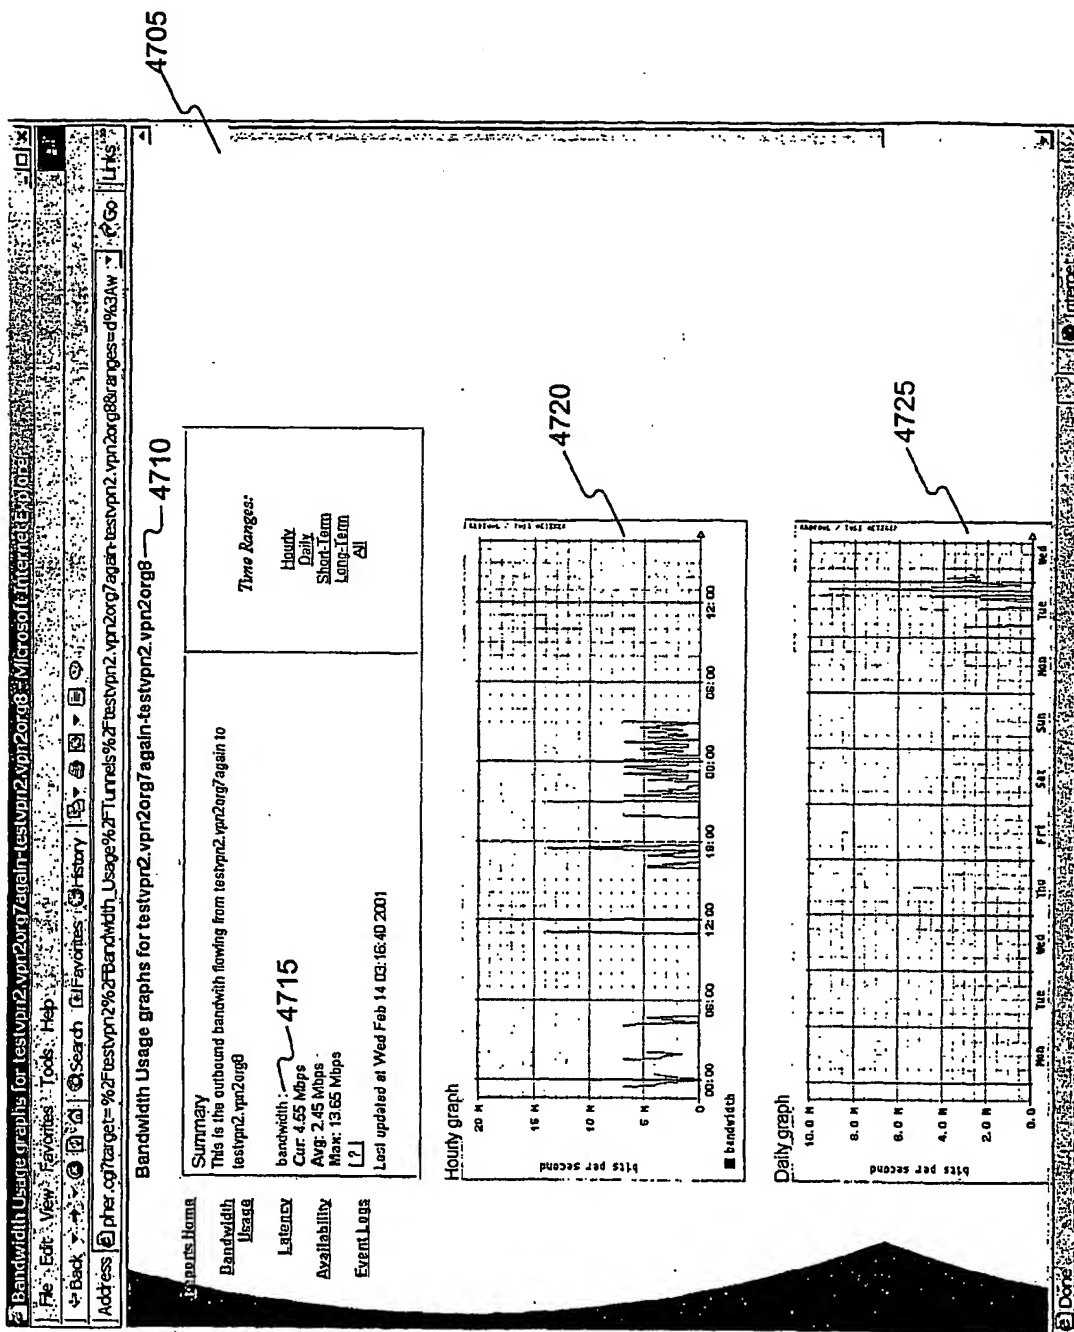 Bandwidth Usage graphs for testvpn2.vpn2org7again-testvpn2.vpn2org8 - Microsoft Internet Explorer
File Edit View Favorites Tools Help
Back Search Favorites History
Address pher.cgi?target=%2Ftestvpn2%2FBandwidth_Usage%2FTunnels%2Ftestvpn2.vpn2org7again-testvpn2.vpn2org8&ranges=d%3Aw Go Links
4705
Bandwidth Usage graphs for testvpn2.vpn2org7again-testvpn2.vpn2org8
4710
Reports Home
Bandwidth
Usage
Latency
Availability
Event Logs
Summary
This is the outbound bandwith flowing from testvpn2.vpn2org7again to
testvpn2.vpn2org8
bandwidth:
4715
Cur: 4.65 Mbps
Avg: 2.45 Mbps
Max: 13.65 Mbps
[?]
Last updated at Wed Feb 14 03:16:40 2001
Time Ranges:
Hourly
Daily
Short-Term
Long-Term
All
Hourly graph
4720
bits per second
20 M
15 M
10 M
5 M
0
00:00 06:00 12:00 18:00 00:00 06:00 12:00
bandwidth
Daily graph
4725
bits per second
10.0 M
8.0 M
6.0 M
4.0 M
2.0 M
0.0
Mon Tue Wed Thu Fri Sat Sun Mon Tue Wed
Done Internet